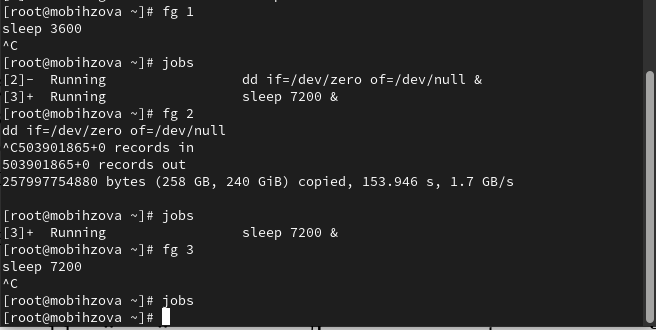 [root@mobihzova ~]# fg 1
sleep 3600
^C
[root@mobihzova ~]# jobs
[2]-  Running                 dd if=/dev/zero of=/dev/null &
[3]+  Running                 sleep 7200 &
[root@mobihzova ~]# fg 2
dd if=/dev/zero of=/dev/null
^C503901865+0 records in
503901865+0 records out
257997754880 bytes (258 GB, 240 GiB) copied, 153.946 s, 1.7 GB/s

[root@mobihzova ~]# jobs
[3]+  Running                 sleep 7200 &
[root@mobihzova ~]# fg 3
sleep 7200
^C
[root@mobihzova ~]# jobs
[root@mobihzova ~]#